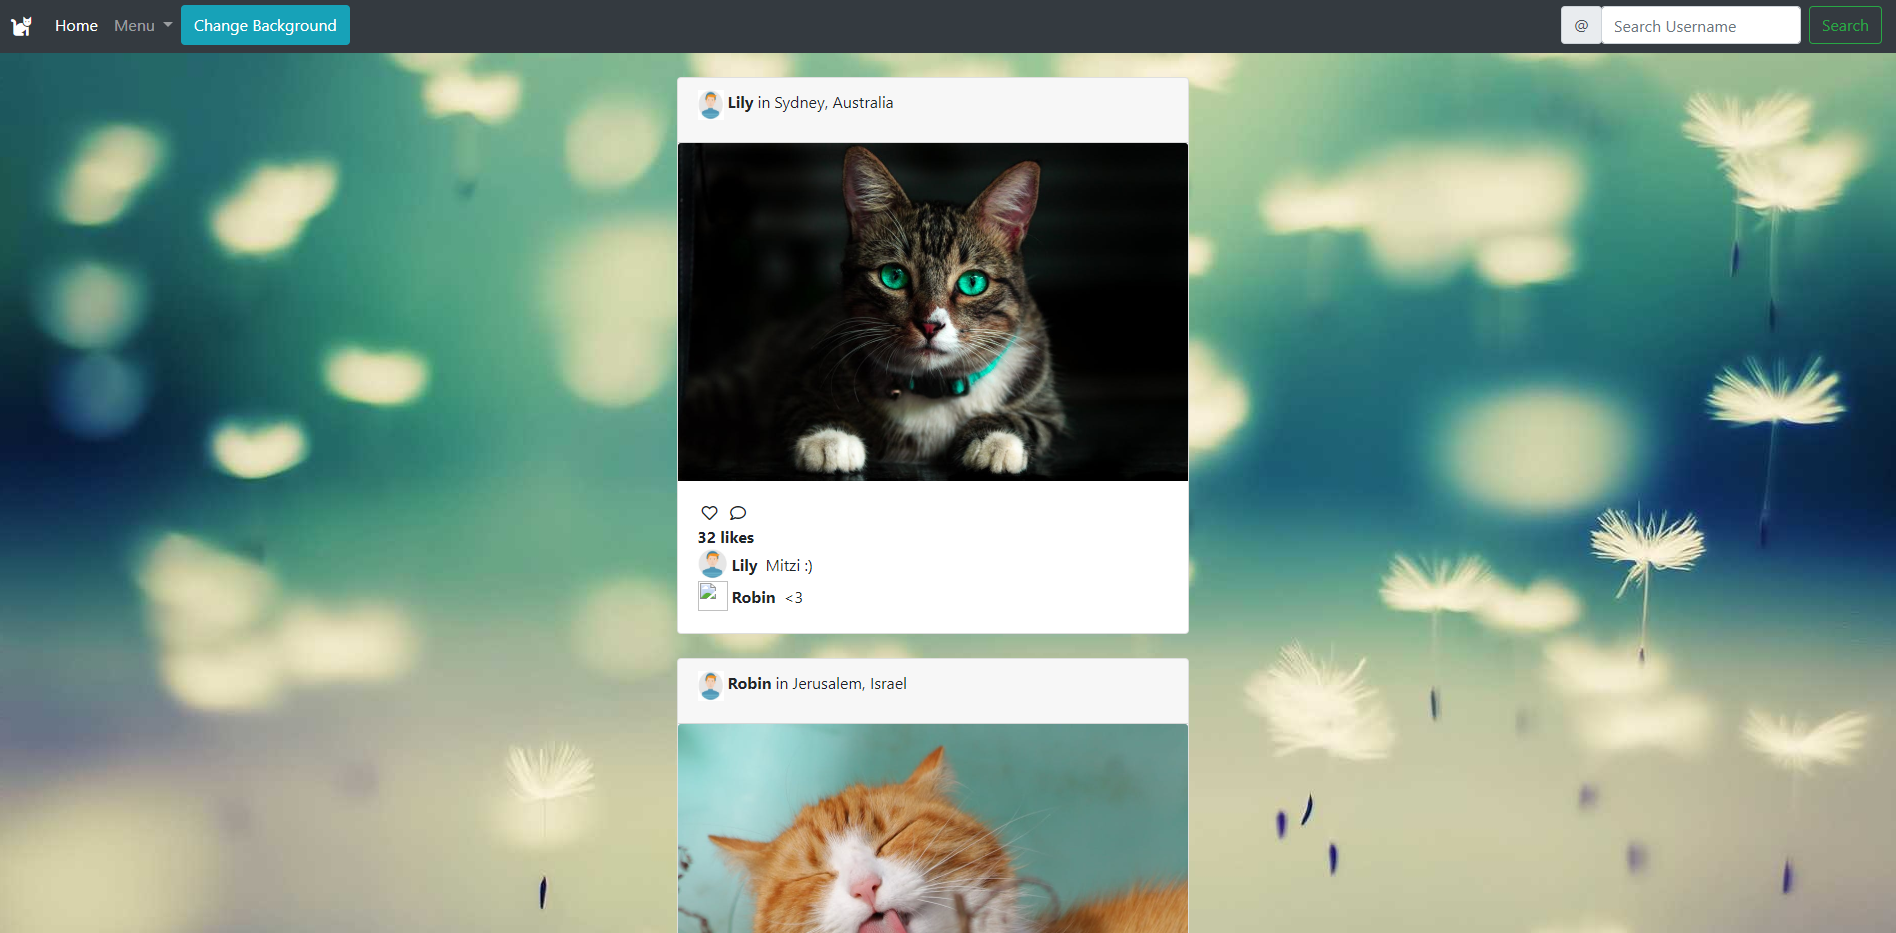 Home Menu Change Background @ Search Username Search
Lily in Sydney, Australia
32 likes
Lily Mitzi :)
Robin <3
Robin in Jerusalem, Israel